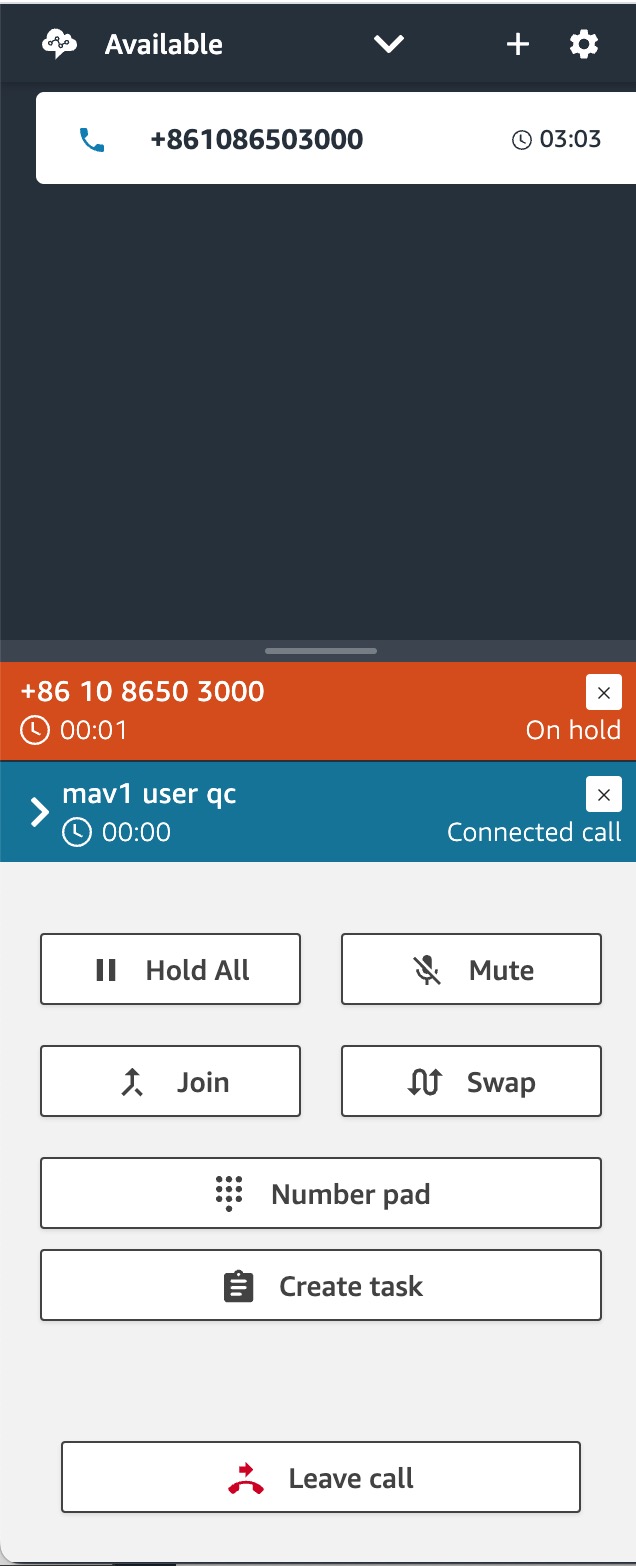 Available
+861086503000 03:03
+86 10 8650 3000
00:01 On hold
mav1 user qc
00:00 Connected call
Hold All Mute
Join Swap
Number pad
Create task
Leave call